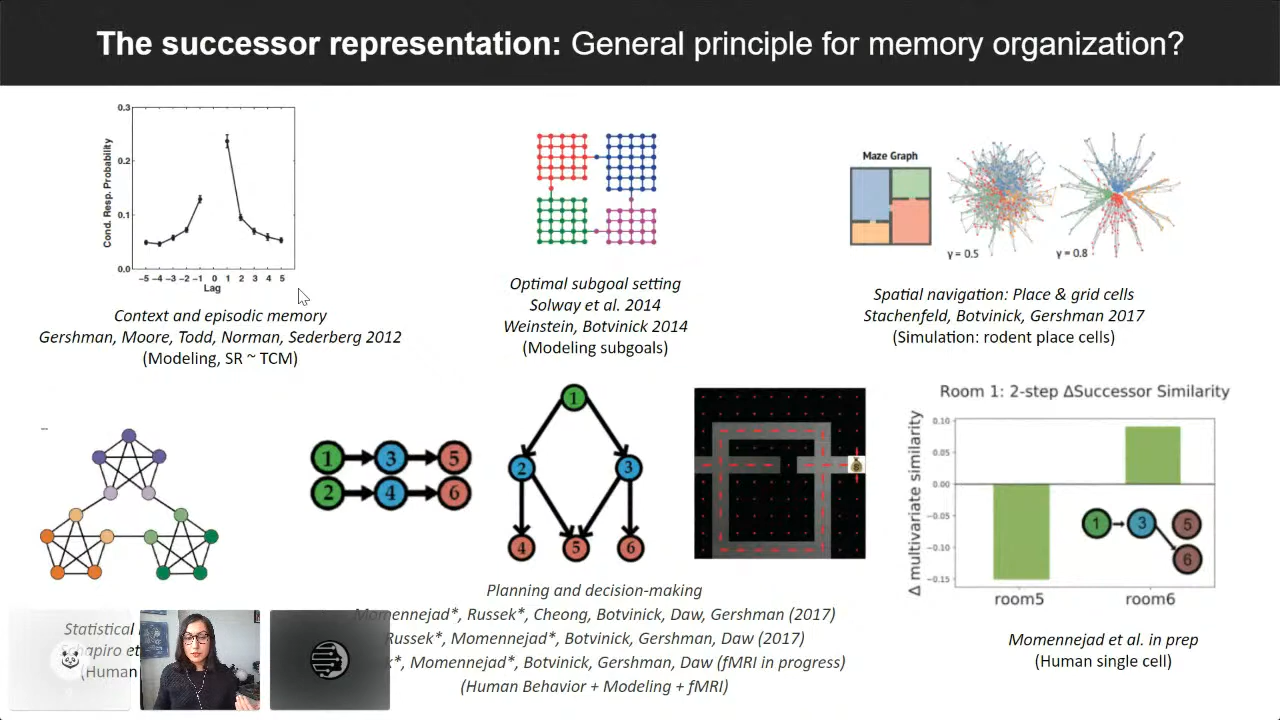 The successor representation: General principle for memory organization?
0.3
0.2
0.1
0.0
Cond. Resp. Probability
−5 −4 −3 −2 −1 0 1 2 3 4 5
Lag
Context and episodic memory
Gershman, Moore, Todd, Norman, Sederberg 2012
(Modeling, SR ~ TCM)
Optimal subgoal setting
Solway et al. 2014
Weinstein, Botvinick 2014
(Modeling subgoals)
Maze Graph
γ = 0.5
γ = 0.8
Spatial navigation: Place & grid cells
Stachenfeld, Botvinick, Gershman 2017
(Simulation: rodent place cells)
1 3 5
2 4 6
1
2 3
4 5 6
Room 1: 2-step ΔSuccessor Similarity
Δ multivariate similarity
0.10
0.05
0.00
−0.05
−0.10
−0.15
1 3 5
6
room5 room6
Statistical
et
(Human
Planning and decision-making
Momennejad*, Russek*, Cheong, Botvinick, Daw, Gershman (2017)
Russek*, Momennejad*, Botvinick, Gershman, Daw (2017)
Momennejad*, Botvinick, Gershman, Daw (fMRI in progress)
(Human Behavior + Modeling + fMRI)
Momennejad et al. in prep
(Human single cell)